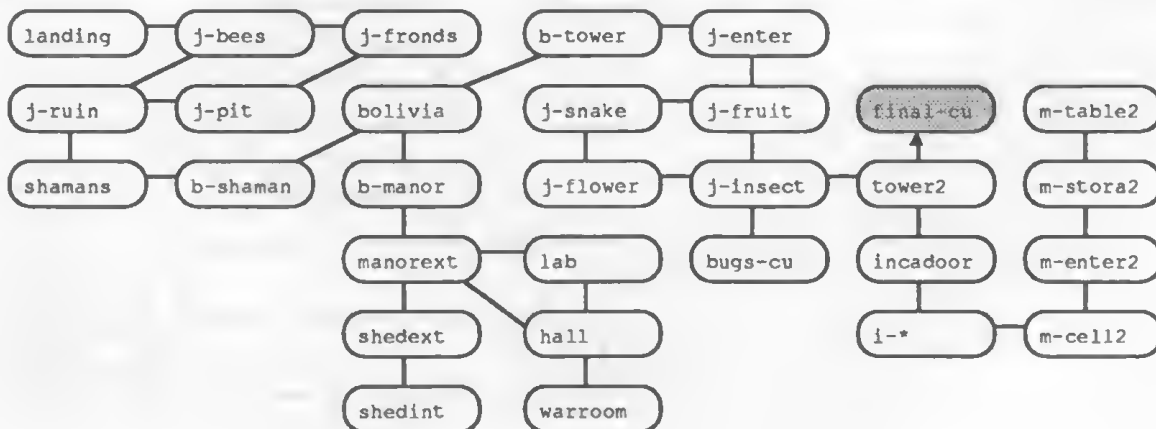 landing
j-bees
j-fronds
b-tower
j-enter
j-ruin
j-pit
bolivia
j-snake
j-fruit
final-cu
m-table2
shamans
b-shaman
b-manor
j-flower
j-insect
tower2
m-stora2
manorext
lab
bugs-cu
incadoor
m-enter2
shedext
hall
i-*
m-cell2
shedint
warroom